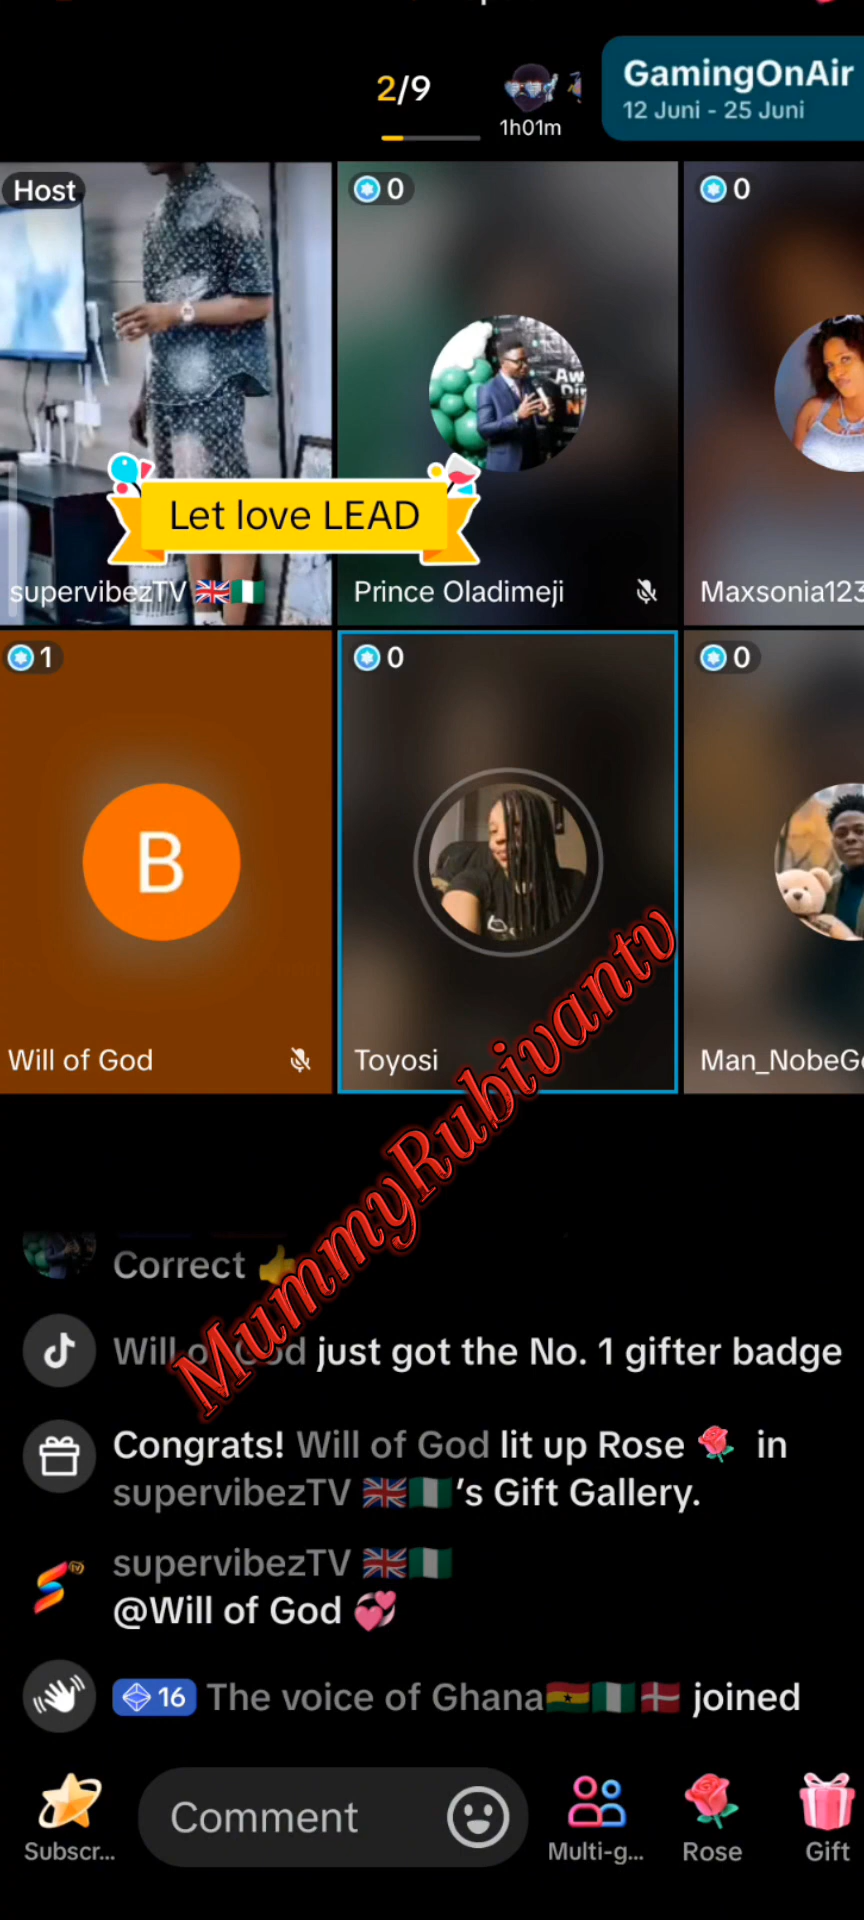 2/9
1h01m
GamingOnAir
12 Juni - 25 Juni
Host
0
0
Let love LEAD
supervibezTV 🇬🇧🇳🇬
Prince Oladimeji
Maxsonia123
1
0
0
B
Will of God
Toyosi
Man_NobeG
MummyRubivantv
Correct 👍
Will of God just got the No. 1 gifter badge
Congrats! Will of God lit up Rose 🌹 in
supervibezTV 🇬🇧🇳🇬's Gift Gallery.
supervibezTV 🇬🇧🇳🇬
@Will of God 💞
16 The voice of Ghana🇬🇭🇳🇬🇩🇰 joined
Comment
Subscr...
Multi-g...
Rose
Gift